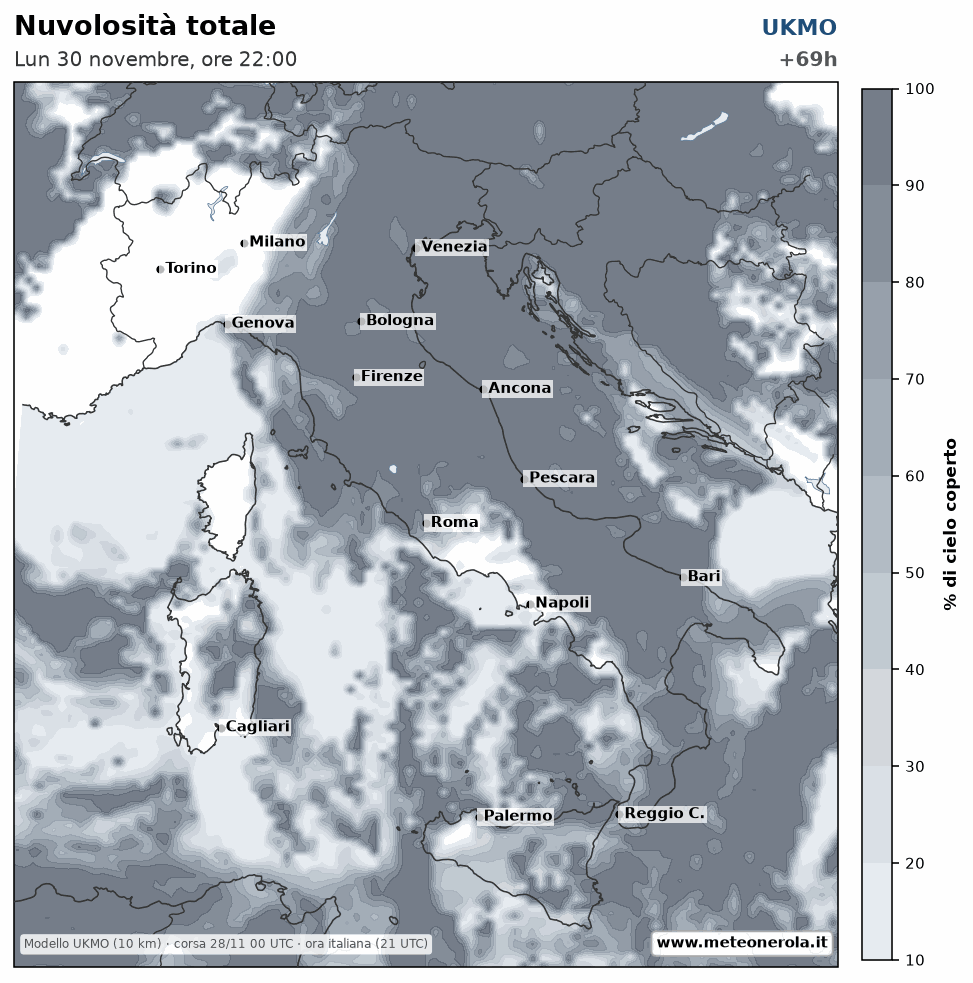 Nuvolosità totale
UKMO
Lun 30 novembre, ore 22:00
+69h
Milano
Torino
Venezia
Genova
Bologna
Firenze
Ancona
Pescara
Roma
Bari
Napoli
Cagliari
Palermo
Reggio C.
Modello UKMO (10 km) · corsa 28/11 00 UTC · ora italiana (21 UTC)
www.meteonerola.it
100
90
80
70
60
50
40
30
20
10
% di cielo coperto